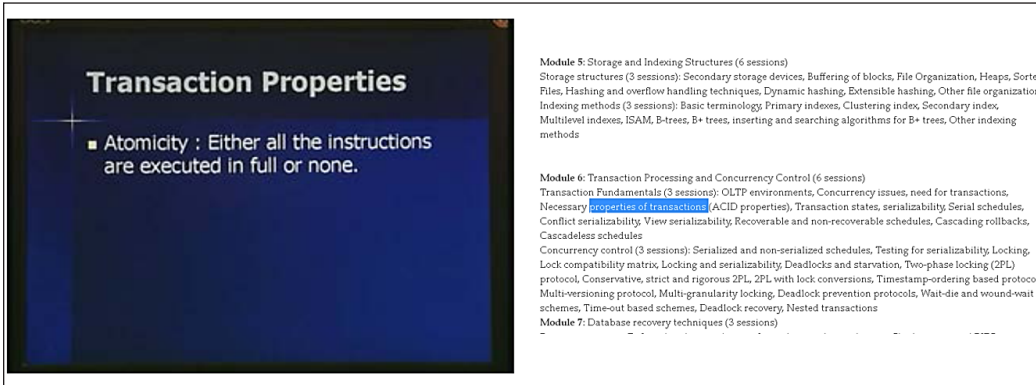 Transaction Properties
Atomicity : Either all the instructions
are executed in full or none.
Module 5: Storage and Indexing Structures (6 sessions)
Storage structures (3 sessions): Secondary storage devices, Buffering of blocks, File Organization, Heaps, Sorte
Files, Hashing and overflow handling techniques, Dynamic hashing, Extensible hashing, Other file organizatio
Indexing methods (3 sessions): Basic terminology, Primary indexes, Clustering index, Secondary index,
Multilevel indexes, ISAM, B-trees, B+ trees, inserting and searching algorithms for B+ trees, Other indexing
methods
Module 6: Transaction Processing and Concurrency Control (6 sessions)
Transaction Fundamentals (3 sessions): OLTP environments, Concurrency issues, need for transactions,
Necessary properties of transactions (ACID properties), Transaction states, serializability, Serial schedules,
Conflict serializability, View serializability, Recoverable and non-recoverable schedules, Cascading rollbacks,
Cascadeless schedules
Concurrency control (3 sessions): Serialized and non-serialized schedules, Testing for serializability, Locking,
Lock compatibility matrix, Locking and serializability, Deadlocks and starvation, Two-phase locking (2PL)
protocol, Conservative, strict and rigorous 2PL, 2PL with lock conversions, Timestamp-ordering based protoco
Multi-versioning protocol, Multi-granularity locking, Deadlock prevention protocols, Wait-die and wound-wait
schemes, Time-out based schemes, Deadlock recovery, Nested transactions
Module 7: Database recovery techniques (3 sessions)